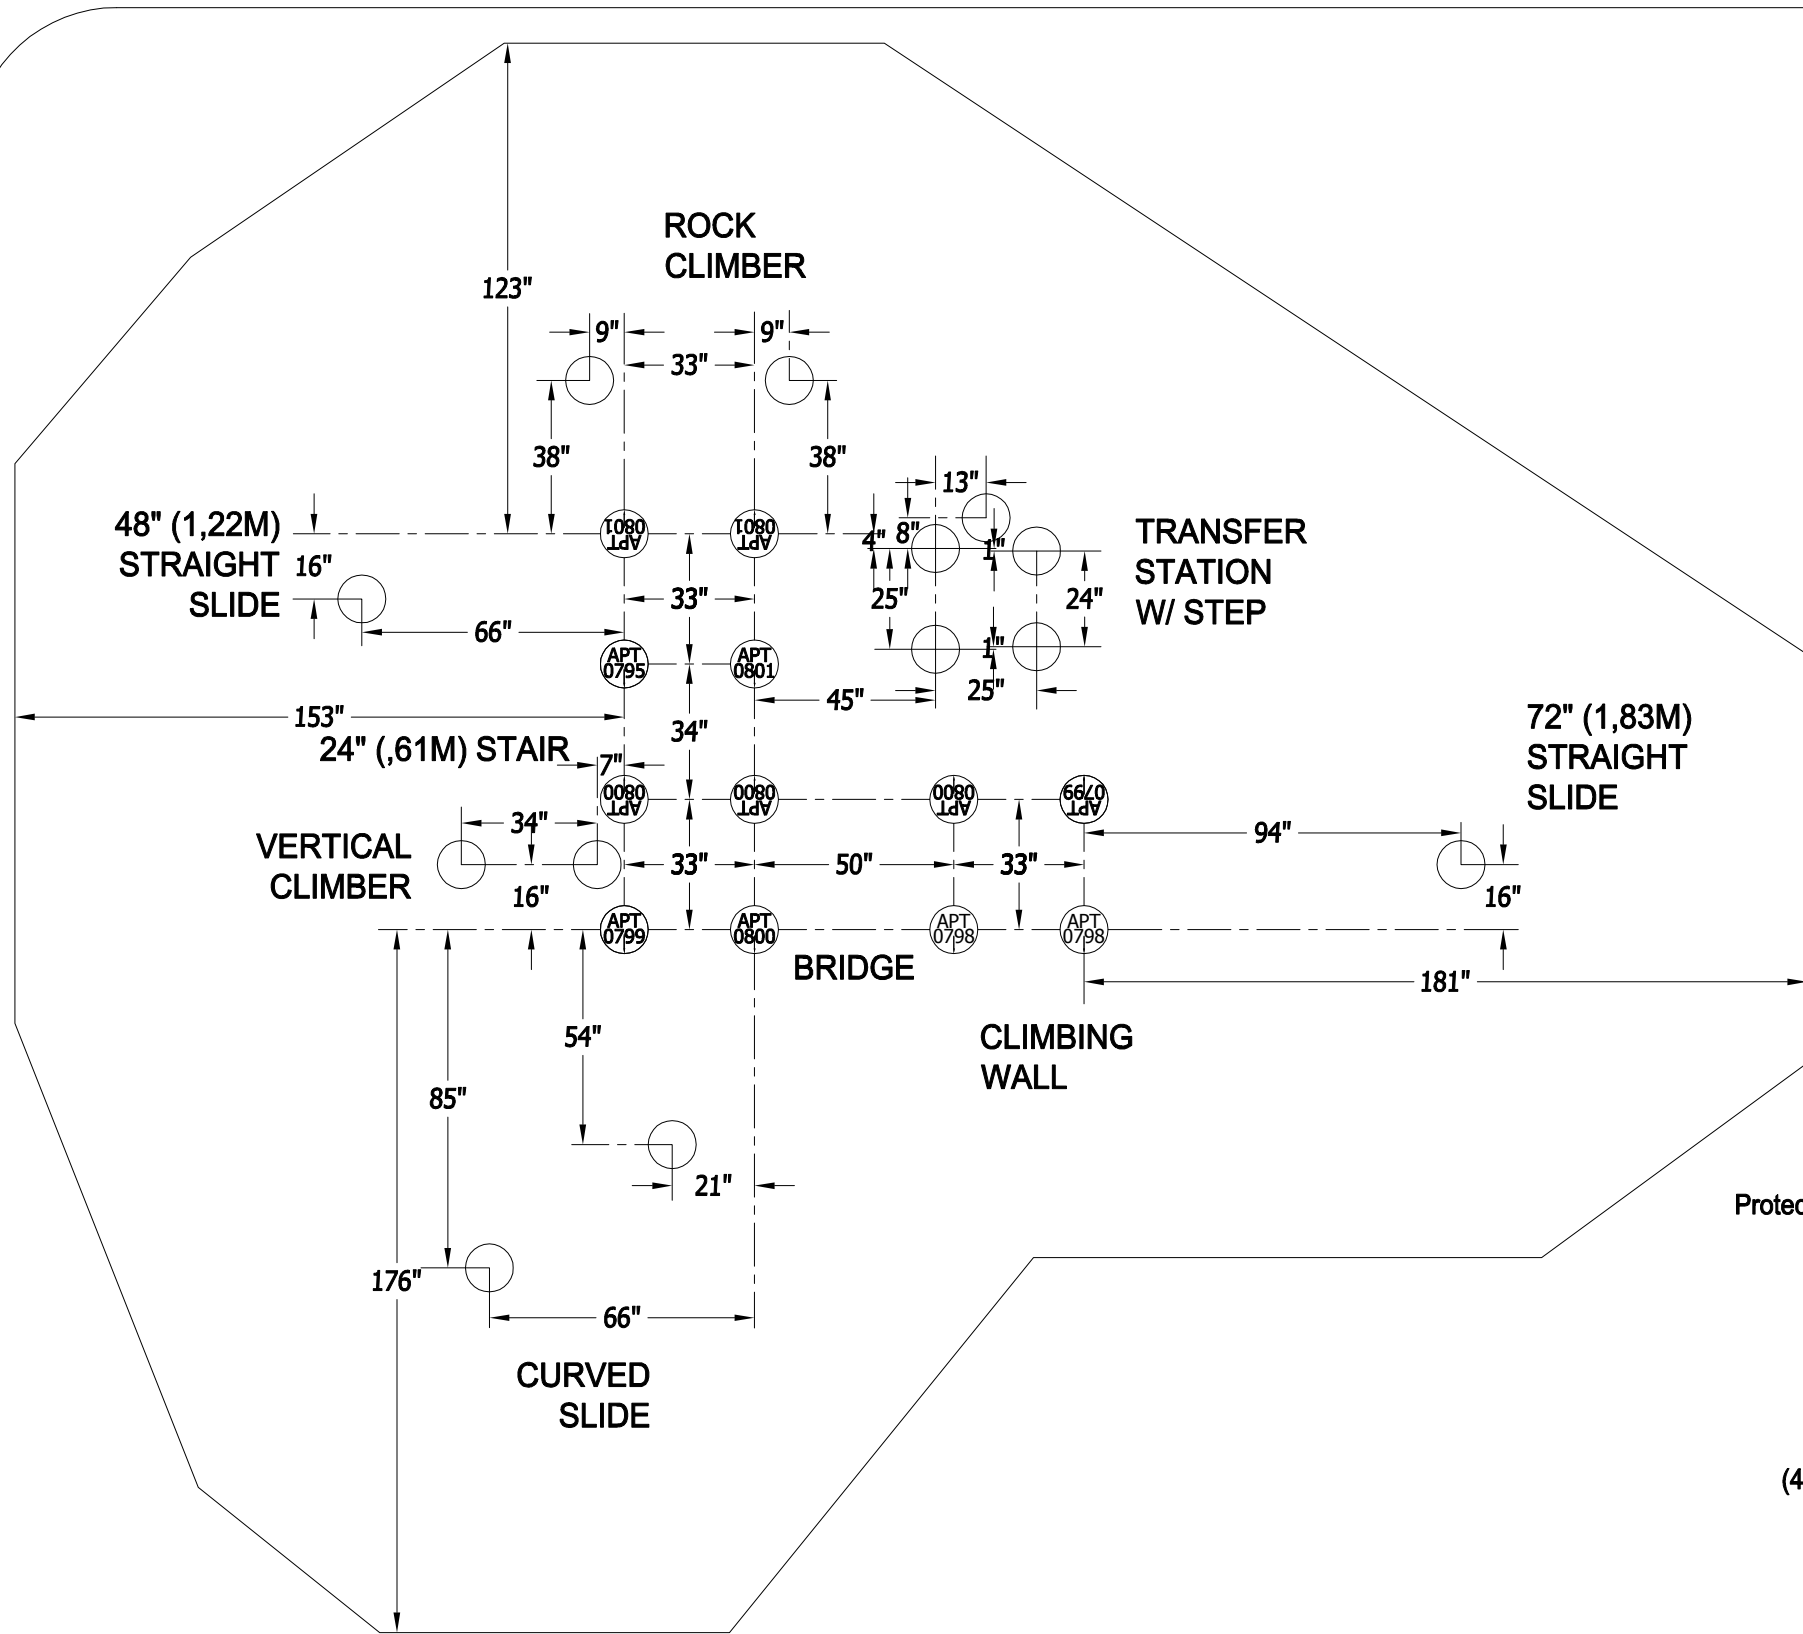 ROCK
CLIMBER
123"
9"
9"
33"
38"
38"
13"
48" (1,22M)
STRAIGHT
SLIDE
16"
APT
0801
APT
0801
4"
8"
1"
TRANSFER
STATION
W/ STEP
33"
25"
24"
66"
1"
APT
0795
APT
0801
25"
45"
153"
34"
72" (1,83M)
STRAIGHT
SLIDE
24" (,61M) STAIR
7"
APT
0800
APT
0800
APT
0800
APT
0799
34"
94"
VERTICAL
CLIMBER
33"
50"
33"
16"
16"
APT
0799
APT
0800
APT
0798
APT
0798
BRIDGE
181"
54"
CLIMBING
WALL
85"
21"
Protec
176"
66"
CURVED
SLIDE
(4